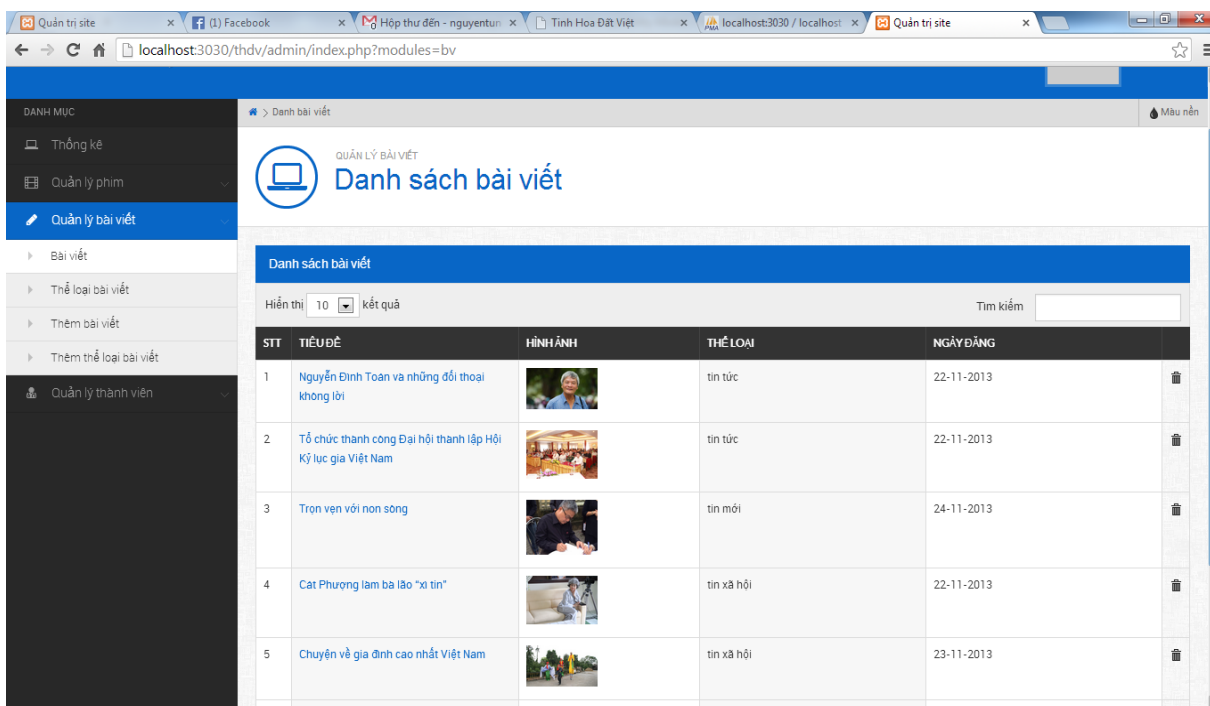 Quản trị site
(1) Facebook
Hộp thư đến - nguyentun
Tinh Hoa Đất Việt
localhost:3030 / localhost
Quản trị site
localhost:3030/thdv/admin/index.php?modules=bv
DANH MỤC
Danh bài viết
Màu nền
Thống kê
Quản lý phim
Quản lý bài viết
Bài viết
Thể loại bài viết
Thêm bài viết
Thêm thể loại bài viết
Quản lý thành viên
QUẢN LÝ BÀI VIẾT
Danh sách bài viết
Danh sách bài viết
Hiển thị 10 kết quả
Tìm kiếm
STT TIÊU ĐỀ HÌNH ẢNH THỂ LOẠI NGÀY ĐĂNG
1 Nguyễn Đình Toán và những đối thoại tin tức 22-11-2013
không lời
2 Tổ chức thành công Đại hội thành lập Hội tin tức 22-11-2013
Kỷ lục gia Việt Nam
3 Trọn vẹn với non sông tin mới 24-11-2013
4 Cát Phượng làm bà lão “xì tin” tin xã hội 22-11-2013
5 Chuyện về gia đình cao nhất Việt Nam tin xã hội 23-11-2013